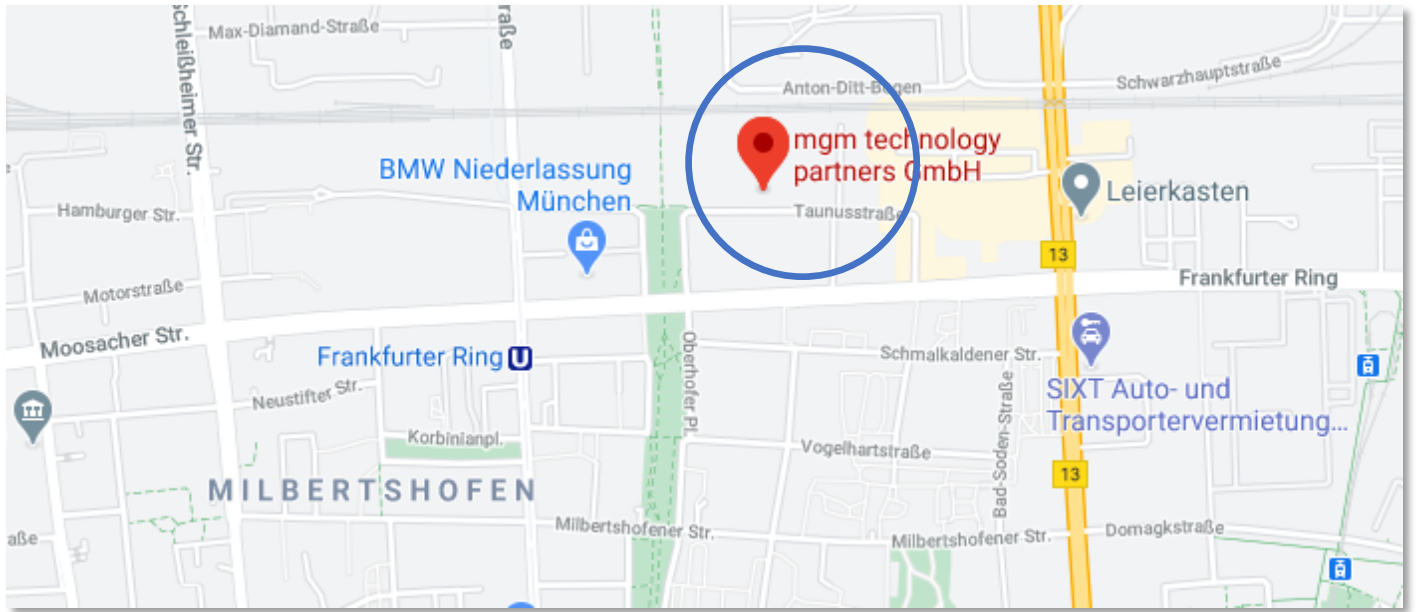 Max-Diamand-Straße
Schleißheimer Str.
raße
Anton-Ditt-Bogen
Schwarzhauptstraße
mgm technology
partners GmbH
BMW Niederlassung
München
Leierkasten
Hamburger Str.
Taunusstraße
13
Frankfurter Ring
Motorstraße
Moosacher Str.
Frankfurter Ring U
Oberhofer Pl.
Schmalkaldener Str.
Neustifter Str.
SIXT Auto- und
Transportervermietung...
Bad-Soden-Straße
Korbinianpl.
Vogelhartstraße
13
MILBERTSHOFEN
Milbertshofener Str.
Milbertshofener Str.
Domagkstraße
aße